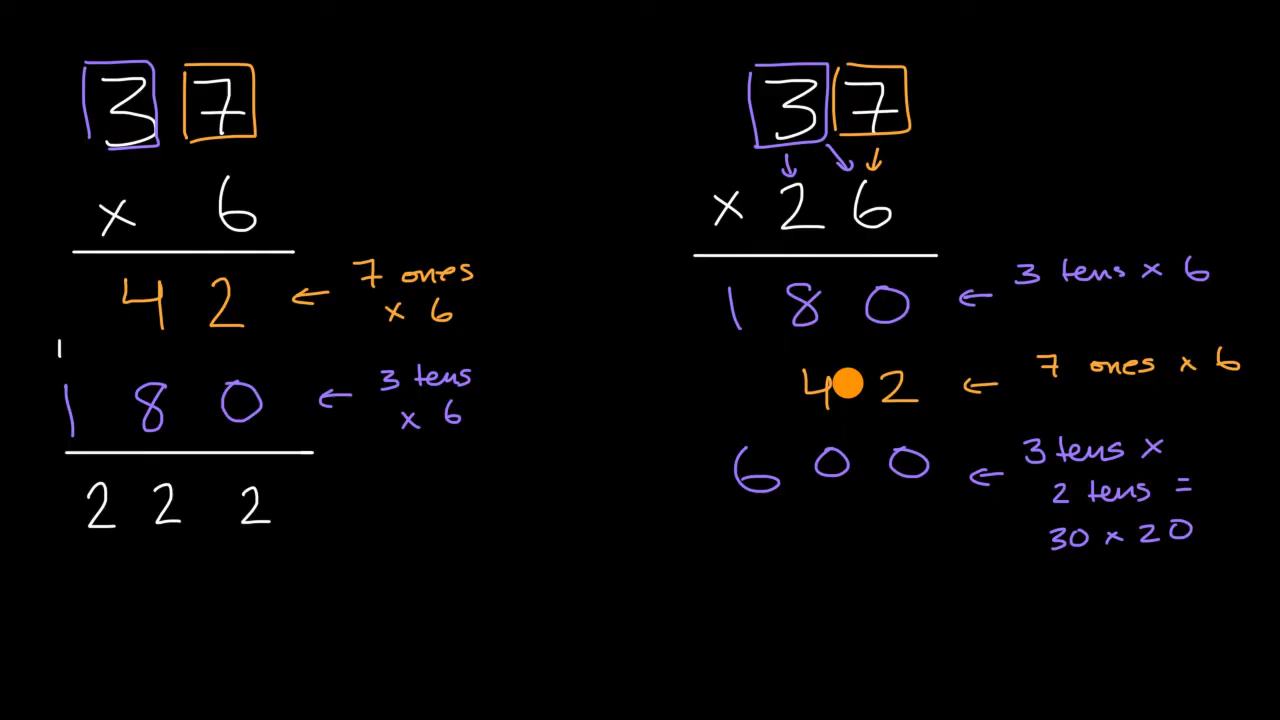 37
x 6
42 ← 7 ones
x 6
1
180 ← 3 tens
x 6
222
37
x 26
180 ← 3 tens x 6
42 ← 7 ones x 6
600 ← 3 tens x
2 tens =
30 x 20